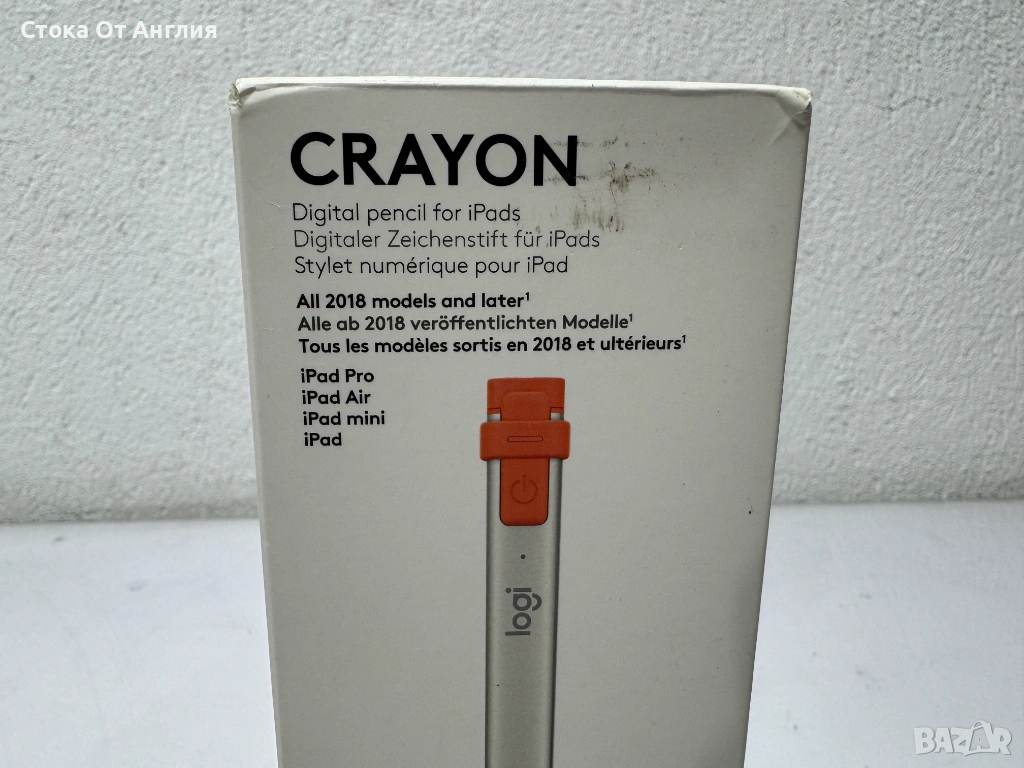 Стока От Англия
CRAYON
Digital pencil for iPads
Digitaler Zeichenstift für iPads
Stylet numérique pour iPad
All 2018 models and later¹
Alle ab 2018 veröffentlichten Modelle¹
Tous les modèles sortis en 2018 et ultérieurs¹
iPad Pro
iPad Air
iPad mini
iPad
logi
BAZAR